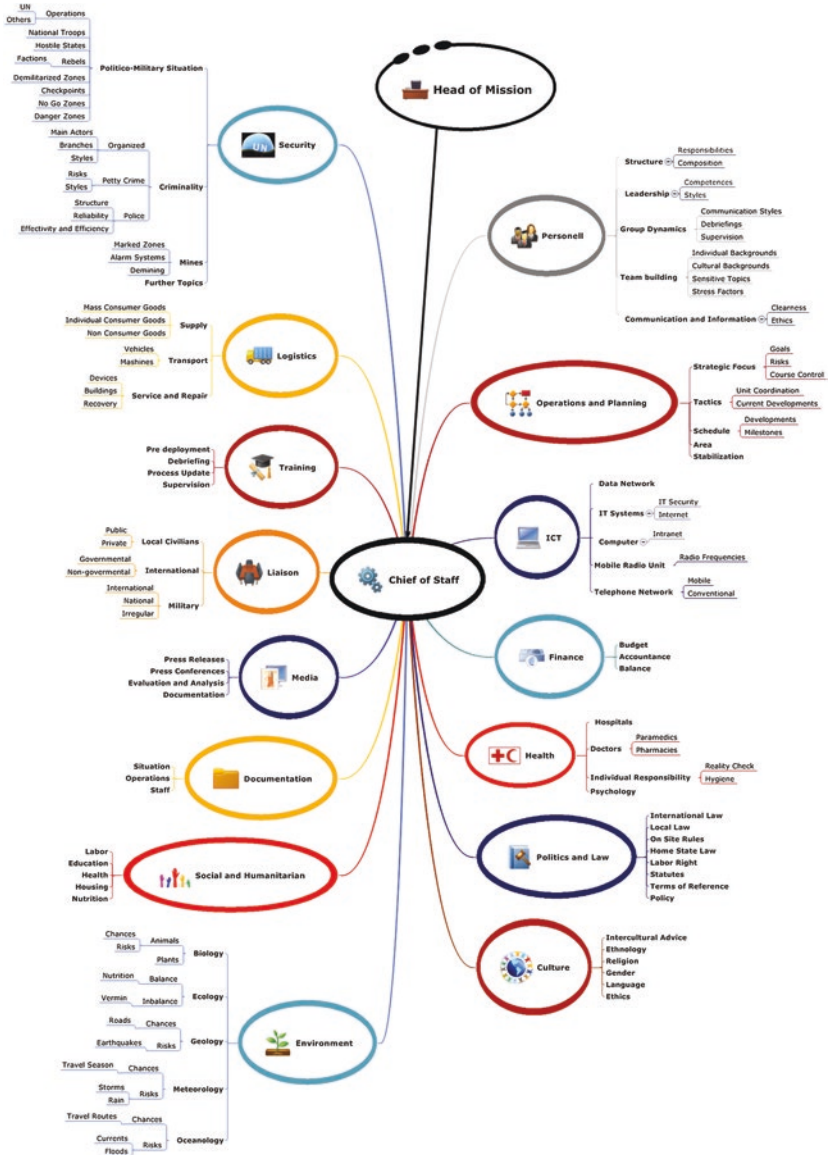 Head of Mission
UN
Others
Operations
National Troops
Hostile States
Factions
Rebels
Demilitarized Zones
Checkpoints
No Go Zones
Danger Zones
Politico-Military Situation
Main Actors
Branches
Styles
Organized
Risks
Styles
Petty Crime
Structure
Reliability
Effectivity and Efficiency
Police
Criminality
Marked Zones
Alarm Systems
Demining
Mines
Further Topics
UN
Security
Mass Consumer Goods
Individual Consumer Goods
Non Consumer Goods
Supply
Vehicles
Mashines
Transport
Devices
Buildings
Recovery
Service and Repair
Logistics
Pre deployment
Debriefing
Process Update
Supervision
Training
Public
Private
Local Civilians
Governmental
Non-govermental
International
International
National
Irregular
Military
Liaison
Press Releases
Press Conferences
Evaluation and Analysis
Documentation
Media
Situation
Operations
Staff
Documentation
Labor
Education
Health
Housing
Nutrition
Social and Humanitarian
Chances
Risks
Animals
Plants
Biology
Nutrition
Balance
Vermin
Inbalance
Ecology
Roads
Chances
Earthquakes
Risks
Geology
Travel Season
Chances
Storms
Rain
Risks
Meteorology
Travel Routes
Chances
Currents
Floods
Risks
Oceanology
Environment
Chief of Staff
Personell
Structure
Responsibilities
Composition
Leadership
Competences
Styles
Group Dynamics
Communication Styles
Debriefings
Supervision
Team building
Individual Backgrounds
Cultural Backgrounds
Sensitive Topics
Stress Factors
Communication and Information
Clearness
Ethics
Operations and Planning
Strategic Focus
Goals
Risks
Course Control
Tactics
Unit Coordination
Current Developments
Schedule
Developments
Milestones
Area
Stabilization
ICT
Data Network
IT Systems
IT Security
Internet
Computer
Intranet
Mobile Radio Unit
Radio Frequencies
Telephone Network
Mobile
Conventional
Finance
Budget
Accountance
Balance
Health
Hospitals
Doctors
Paramedics
Pharmacies
Individual Responsibility
Reality Check
Hygiene
Psychology
Politics and Law
International Law
Local Law
On Site Rules
Home State Law
Labor Right
Statutes
Terms of Reference
Policy
Culture
Intercultural Advice
Ethnology
Religion
Gender
Language
Ethics